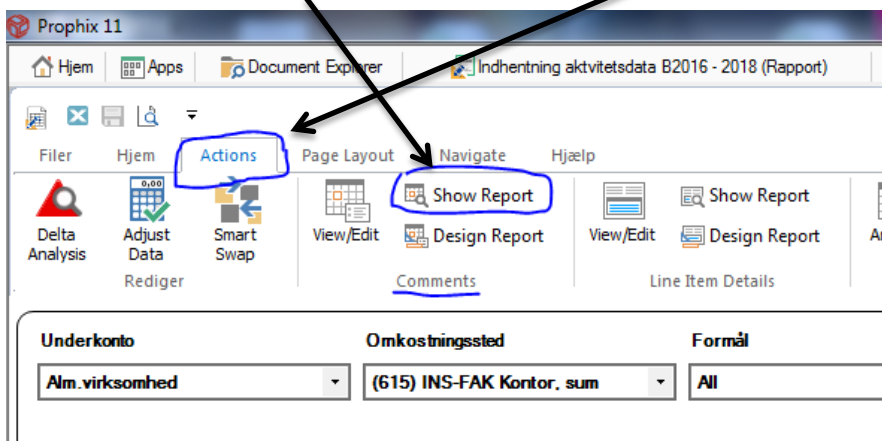 Prophix 11
Hjem Apps Document Explorer Indhentning aktvitetsdata B2016 - 2018 (Rapport)
Filer Hjem Actions Page Layout Navigate Hjælp
0,00
Show Report Show Report
Delta Analysis Adjust Data Smart Swap View/Edit Design Report View/Edit Design Report
Rediger Comments Line Item Details
Underkonto Omkostningssted Formål
Alm.virksomhed (615) INS-FAK Kontor, sum All